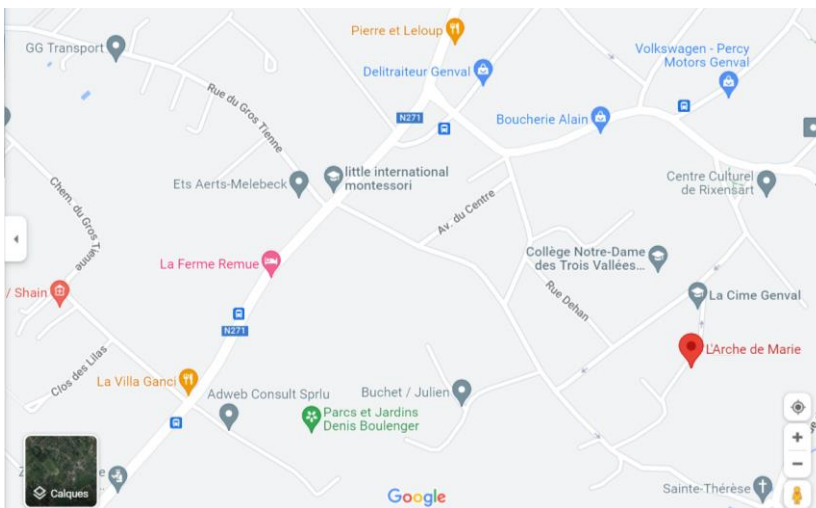 Pierre et Leloup
GG Transport
Volkswagen - Percy
Motors Genval
Delitraiteur Genval
Rue du Gros Tienne
N271
Boucherie Alain
little international
montessori
Ets Aerts-Melebeck
Centre Culturel
de Rixensart
Chem. du Gros Tienne
Av. du Centre
Collège Notre-Dame
des Trois Vallées...
La Ferme Remue
/ Shain
Rue Dehan
La Cime Genval
N271
L'Arche de Marie
Clos des Lilas
La Villa Ganci
Adweb Consult Sprlu
Buchet / Julien
Parcs et Jardins
Denis Boulenger
Calques
Google
Sainte-Thérèse